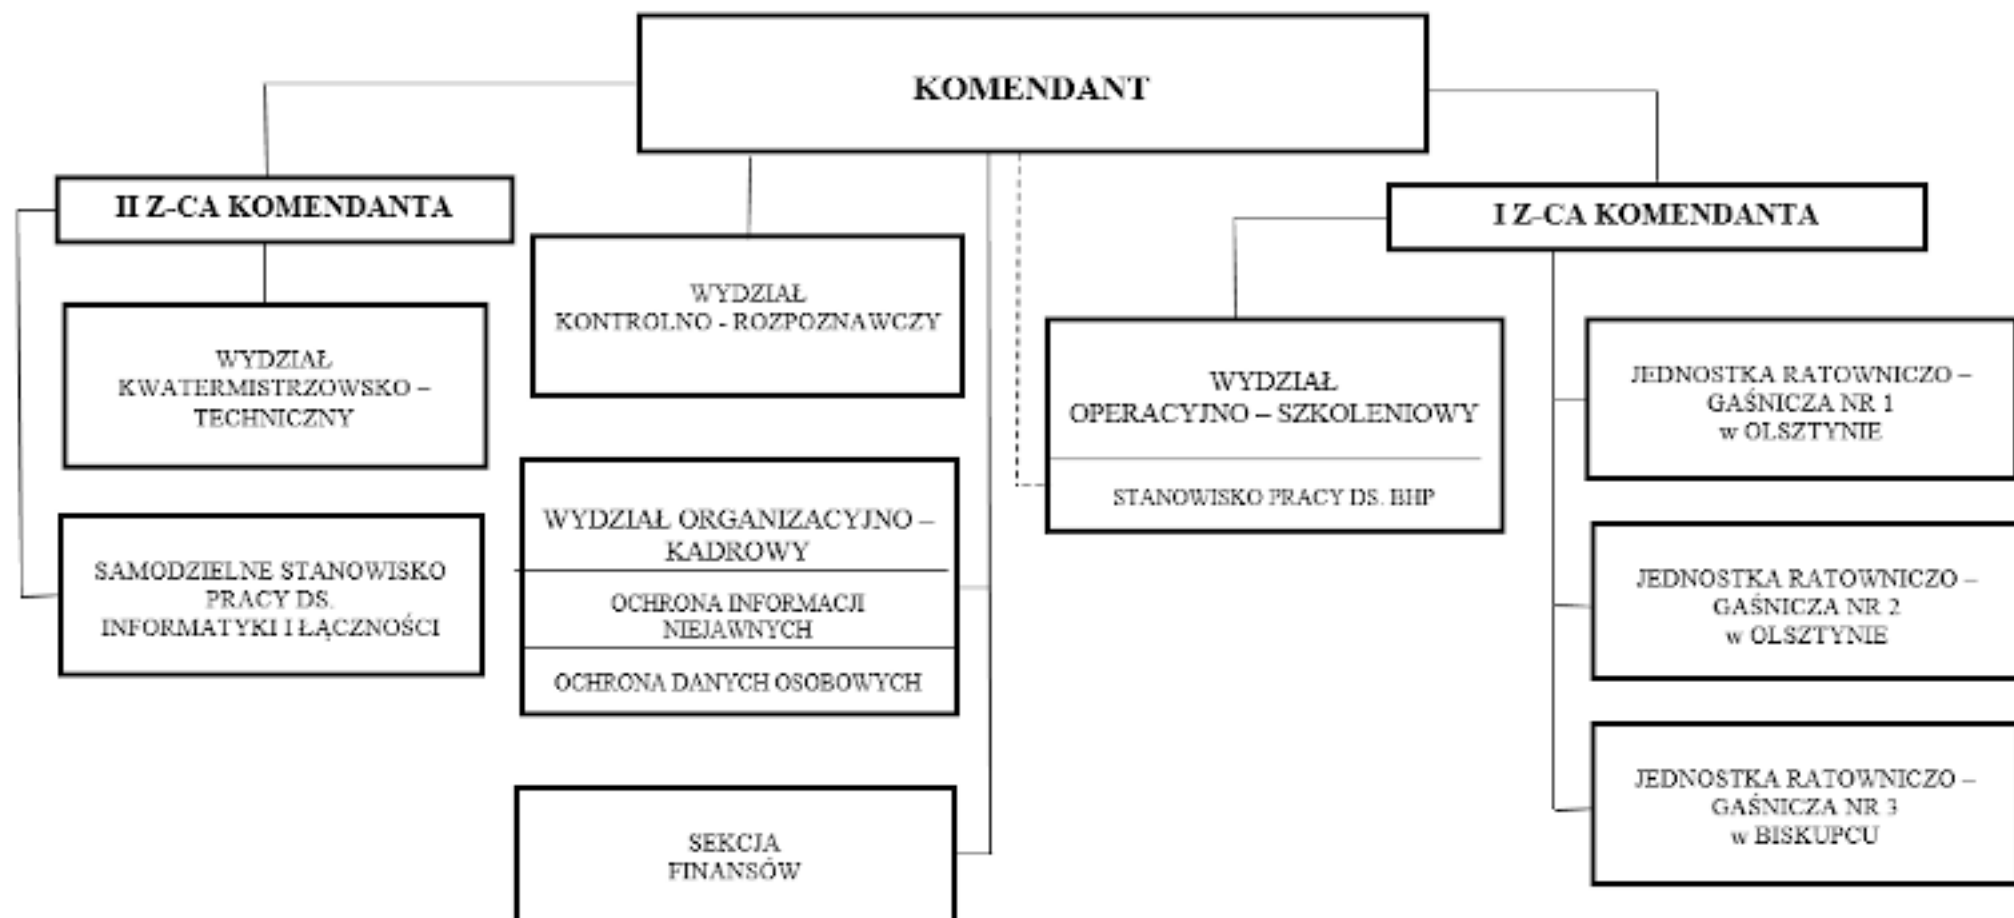 KOMENDANT
II Z-CA KOMENDANTA
I Z-CA KOMENDANTA
WYDZIAŁ
KWATERMISTRZOWSKO –
TECHNICZNY
SAMODZIELNE STANOWISKO
PRACY DS.
INFORMATYKI I ŁĄCZNOŚCI
WYDZIAŁ
KONTROLNO - ROZPOZNAWCZY
WYDZIAŁ ORGANIZACYJNO –
KADROWY
OCHRONA INFORMACJI
NIEJAWNYCH
OCHRONA DANYCH OSOBOWYCH
SEKCJA
FINANSÓW
WYDZIAŁ
OPERACYJNO – SZKOLENIOWY
STANOWISKO PRACY DS. BHP
JEDNOSTKA RATOWNICZO –
GAŚNICZA NR 1
w OLSZTYNIE
JEDNOSTKA RATOWNICZO –
GAŚNICZA NR 2
w OLSZTYNIE
JEDNOSTKA RATOWNICZO –
GAŚNICZA NR 3
w BISKUPCU